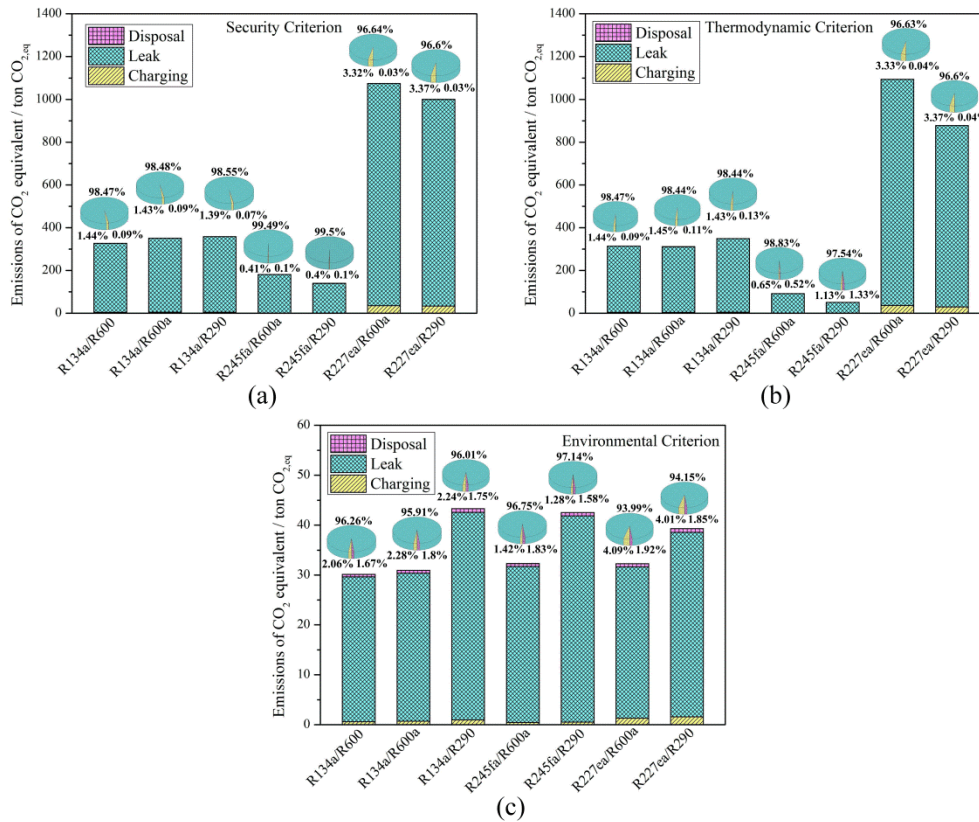 (a)
Security Criterion
Disposal
Leak
Charging
Emissions of CO2 equivalent / ton CO2,eq
1400
1200
1000
800
600
400
200
0
98.47%
1.44% 0.09%
98.48%
1.43% 0.09%
98.55%
1.39% 0.07%
99.49%
0.41% 0.1%
99.5%
0.4% 0.1%
96.64%
3.32% 0.03%
96.6%
3.37% 0.03%
R134a/R600
R134a/R600a
R134a/R290
R245fa/R600a
R245fa/R290
R227ea/R600a
R227ea/R290
(a)
(b)
Thermodynamic Criterion
Disposal
Leak
Charging
Emissions of CO2 equivalent / ton CO2,eq
1400
1200
1000
800
600
400
200
0
98.47%
1.44% 0.09%
98.44%
1.45% 0.11%
98.44%
1.43% 0.13%
98.83%
0.65% 0.52%
97.54%
1.13% 1.33%
96.63%
3.33% 0.04%
96.6%
3.37% 0.04%
R134a/R600
R134a/R600a
R134a/R290
R245fa/R600a
R245fa/R290
R227ea/R600a
R227ea/R290
(b)
Environmental Criterion
Disposal
Leak
Charging
Emissions of CO2 equivalent / ton CO2,eq
60
50
40
30
20
10
0
96.26%
2.06% 1.67%
95.91%
2.28% 1.8%
96.01%
2.24% 1.75%
96.75%
1.42% 1.83%
97.14%
1.28% 1.58%
93.99%
4.09% 1.92%
94.15%
4.01% 1.85%
R134a/R600
R134a/R600a
R134a/R290
R245fa/R600a
R245fa/R290
R227ea/R600a
R227ea/R290
(c)